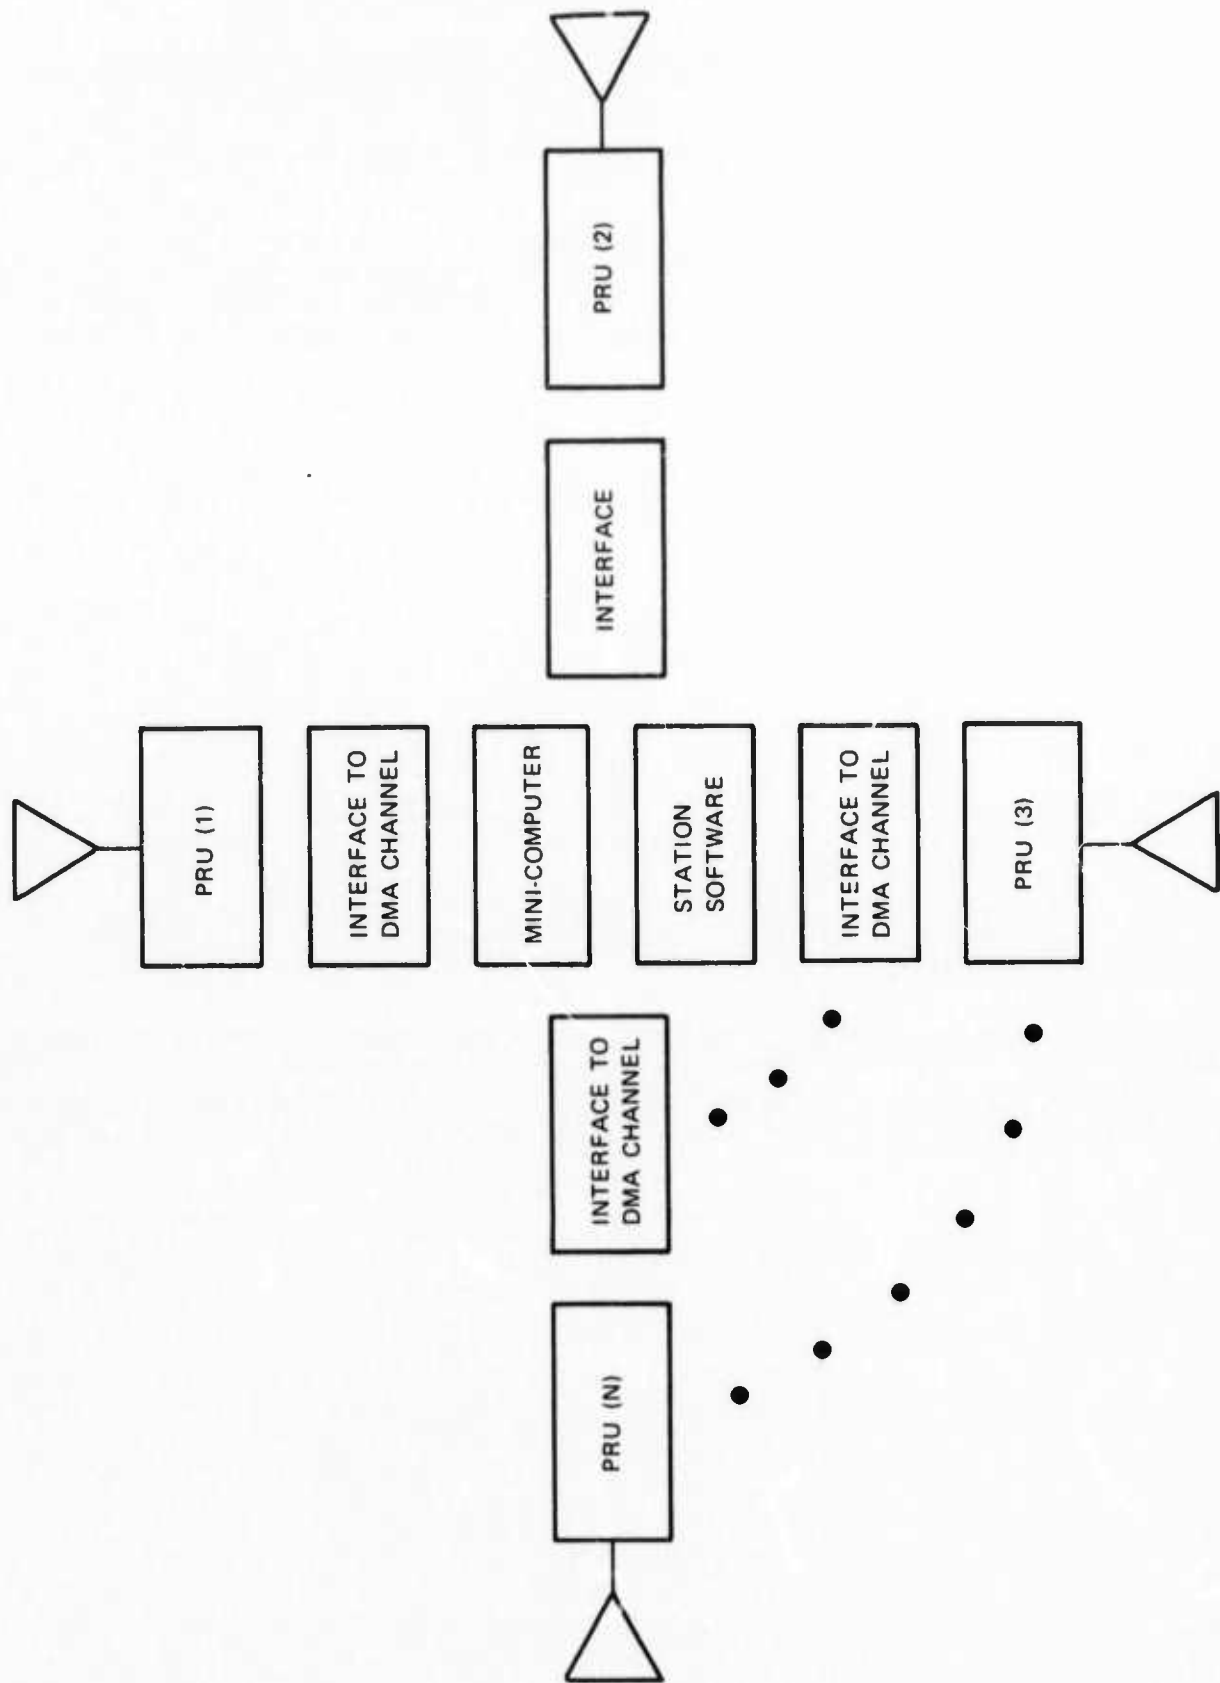 PRU (1)
INTERFACE TO
DMA CHANNEL
MINI-COMPUTER
STATION
SOFTWARE
INTERFACE TO
DMA CHANNEL
PRU (3)
INTERFACE TO
DMA CHANNEL
PRU (N)
INTERFACE
PRU (2)